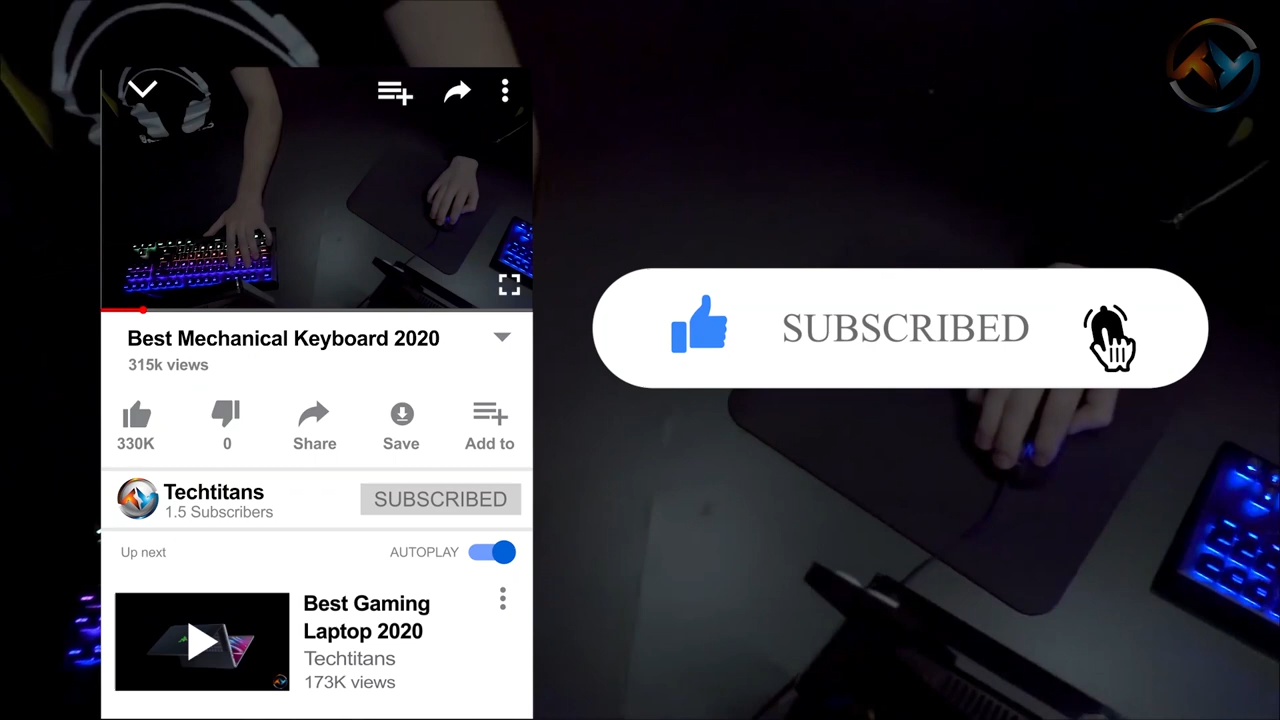 Best Mechanical Keyboard 2020
315k views
330K
0
Share
Save
Add to
Techtitans
1.5 Subscribers
SUBSCRIBED
Up next
AUTOPLAY
Best Gaming
Laptop 2020
Techtitans
173K views
SUBSCRIBED